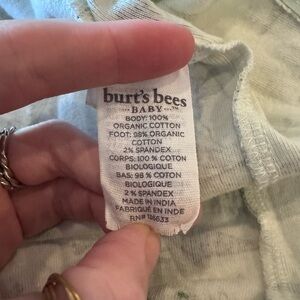 burt's bees
BABY
BODY: 100%
ORGANIC COTTON
FOOT: 98% ORGANIC
COTTON
2% SPANDEX
CORPS: 100 % COTON
BIOLOGIQUE
BAS: 98 % COTON
BIOLOGIQUE
2 % SPANDEX
MADE IN INDIA
FABRIQUÉ EN INDE